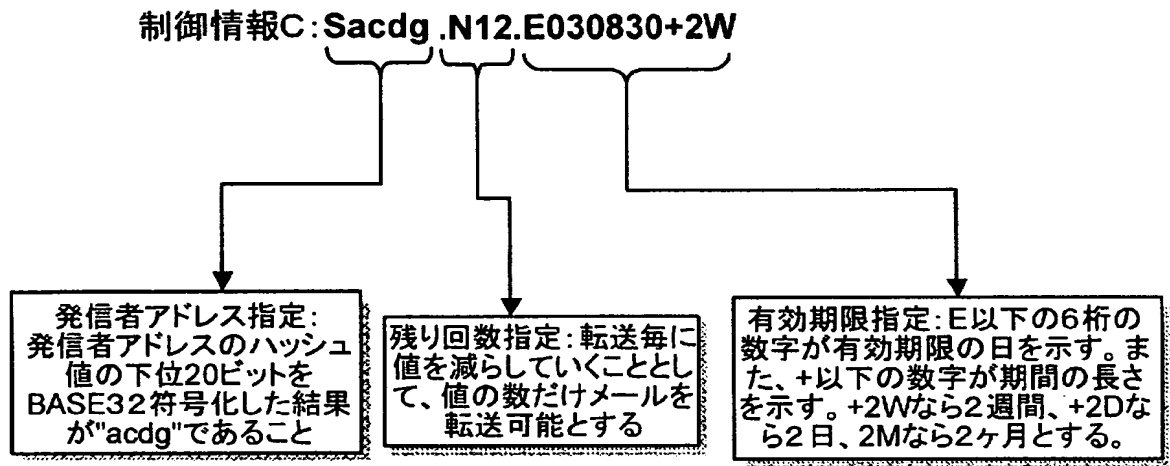 制御情報C:Sacdg.N12.E030830+2W
発信者アドレス指定:
発信者アドレスのハッシュ
値の下位20ビットを
BASE32符号化した結果
が"acdg"であること
残り回数指定:転送毎に
値を減らしていくことと
して、値の数だけメールを
転送可能とする
有効期限指定:E以下の6桁の
数字が有効期限の日を示す。ま
た、+以下の数字が期間の長さ
を示す。+2Wなら2週間、+2Dな
ら2日、2Mなら2ヶ月とする。